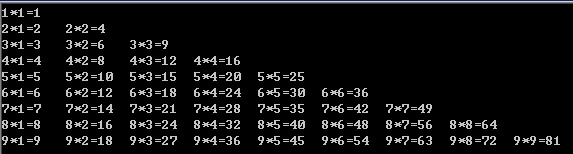 1*1=1
2*1=2 2*2=4
3*1=3 3*2=6 3*3=9
4*1=4 4*2=8 4*3=12 4*4=16
5*1=5 5*2=10 5*3=15 5*4=20 5*5=25
6*1=6 6*2=12 6*3=18 6*4=24 6*5=30 6*6=36
7*1=7 7*2=14 7*3=21 7*4=28 7*5=35 7*6=42 7*7=49
8*1=8 8*2=16 8*3=24 8*4=32 8*5=40 8*6=48 8*7=56 8*8=64
9*1=9 9*2=18 9*3=27 9*4=36 9*5=45 9*6=54 9*7=63 9*8=72 9*9=81